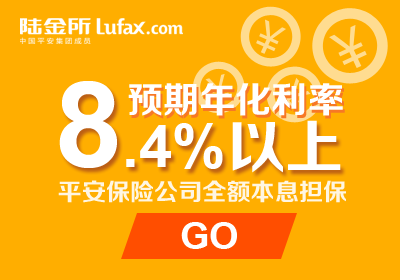 陆金所 Lufax.com
中国平安集团成员
预期年化利率
8.4%以上
平安保险公司全额本息担保
GO